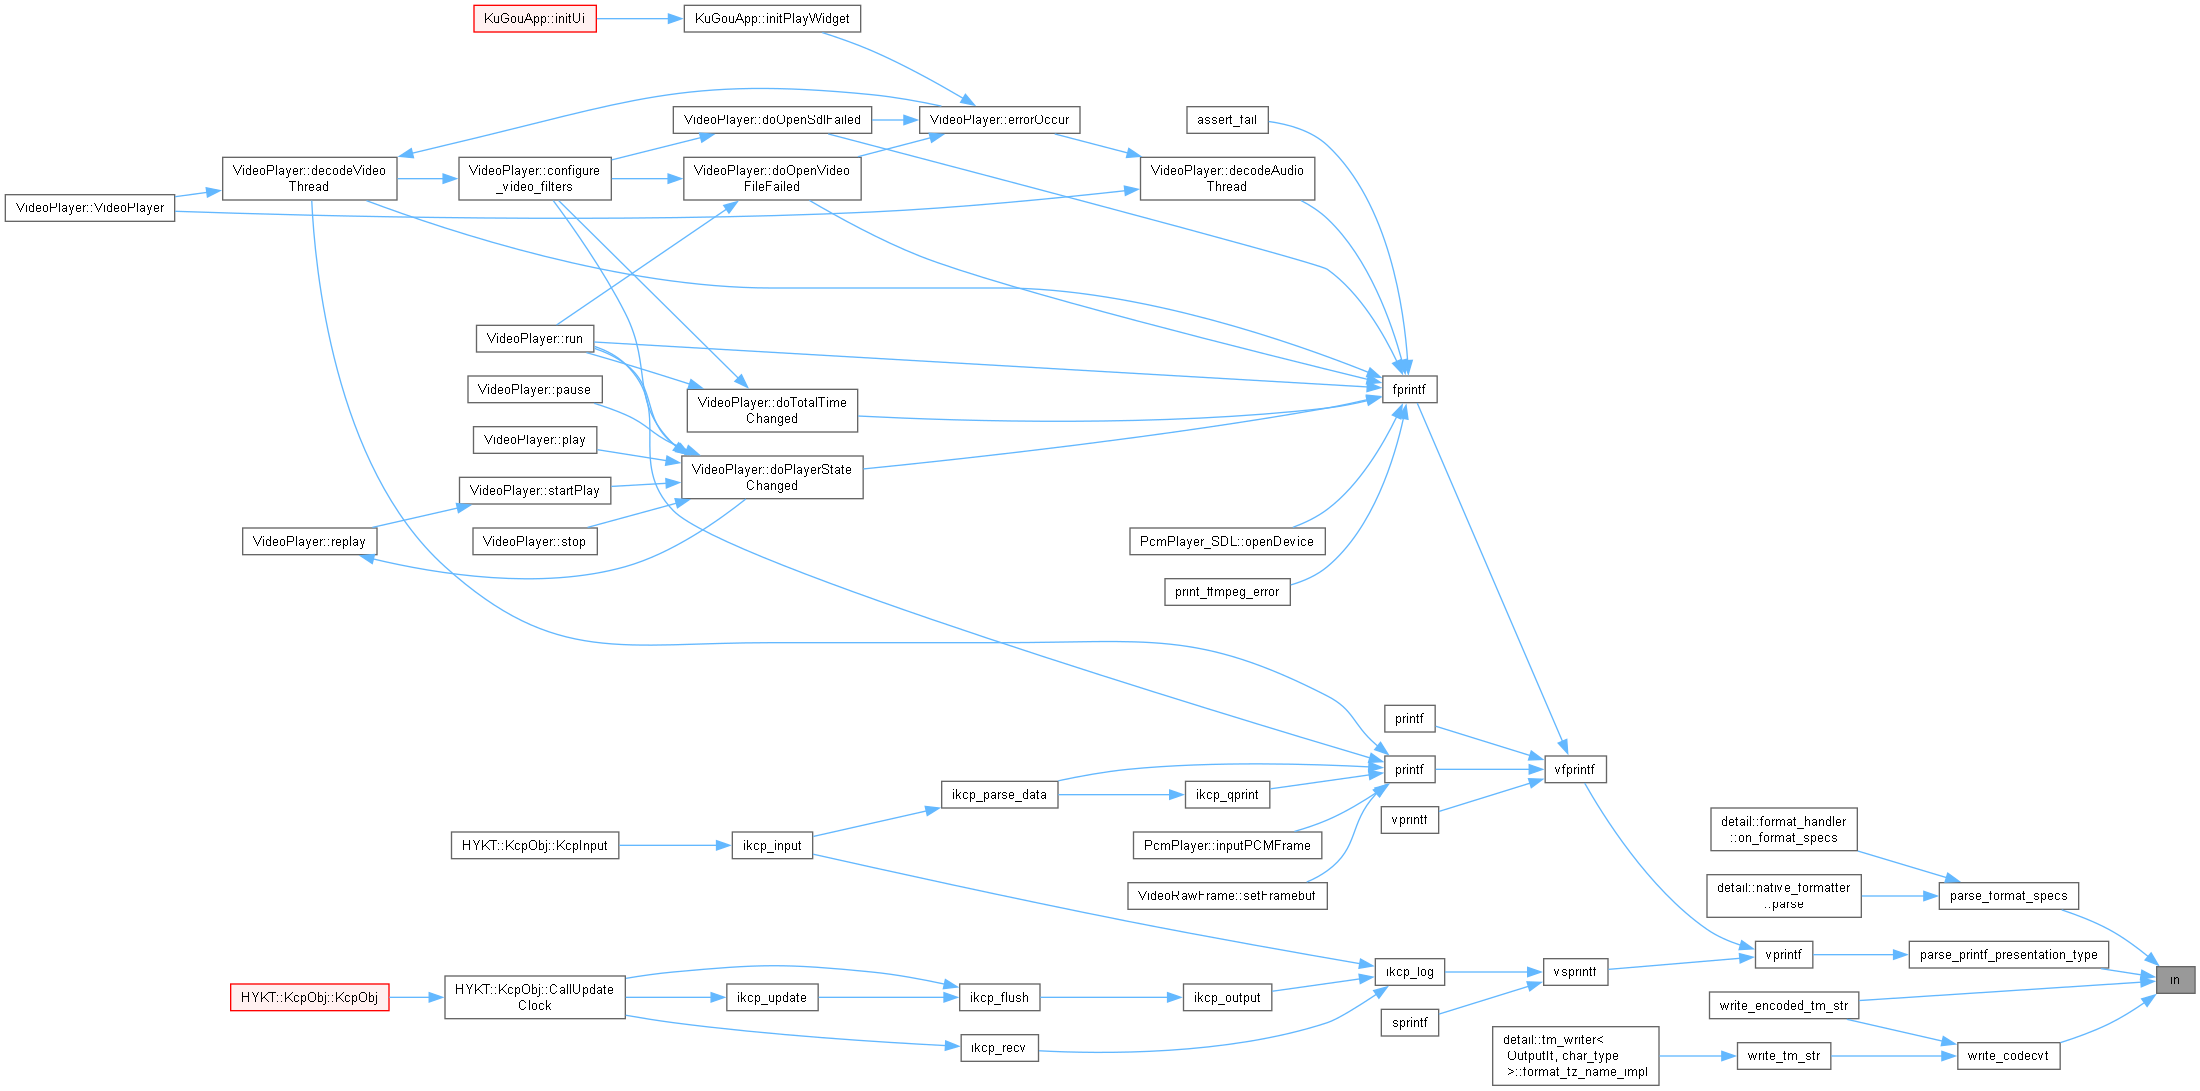 KuGouApp::initUi
KuGouApp::initPlayWidget
VideoPlayer::doOpenSdlFailed
VideoPlayer::errorOccur
assert_fail
VideoPlayer::decodeVideo
Thread
VideoPlayer::configure
_video_filters
VideoPlayer::doOpenVideo
FileFailed
VideoPlayer::decodeAudio
Thread
VideoPlayer::VideoPlayer
VideoPlayer::run
VideoPlayer::pause
VideoPlayer::doTotalTime
Changed
fprintf
VideoPlayer::play
VideoPlayer::doPlayerState
Changed
VideoPlayer::startPlay
VideoPlayer::replay
VideoPlayer::stop
PcmPlayer_SDL::openDevice
print_ffmpeg_error
printf
printf
vfprintf
ikcp_parse_data
ikcp_qprint
vprintf
detail::format_handler
::on_format_specs
HYKT::KcpObj::KcpInput
ikcp_input
PcmPlayer::inputPCMFrame
VideoRawFrame::setFramebuf
detail::native_formatter
::parse
parse_format_specs
vprintf
parse_printf_presentation_type
ikcp_log
vsprintf
in
HYKT::KcpObj::KcpObj
HYKT::KcpObj::CallUpdate
Clock
ikcp_update
ikcp_flush
ikcp_output
write_encoded_tm_str
sprintf
ikcp_recv
detail::tm_writer<
OutputIt, char_type
>::format_tz_name_impl
write_tm_str
write_codecvt